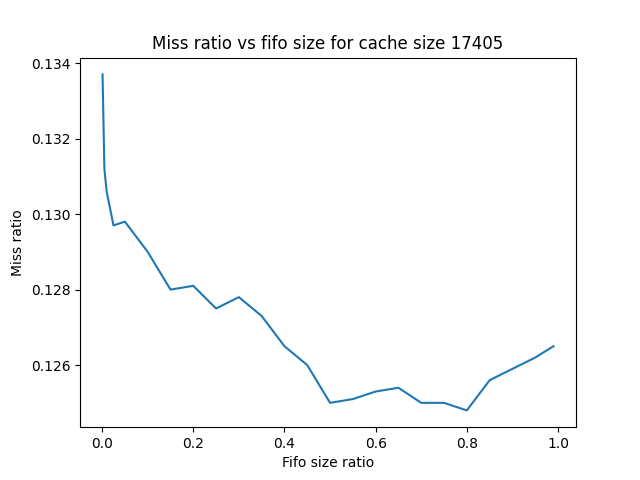 Miss ratio vs fifo size for cache size 17405
0.134
0.132
0.130
0.128
0.126
Miss ratio
0.0 0.2 0.4 0.6 0.8 1.0
Fifo size ratio